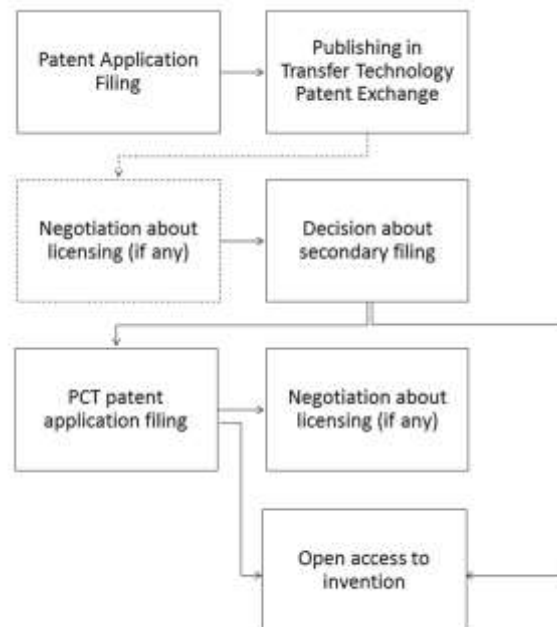 Patent Application
Filing
Publishing in
Transfer Technology
Patent Exchange
Negotiation about
licensing (if any)
Decision about
secondary filing
PCT patent
application filing
Negotiation about
licensing (if any)
Open access to
invention